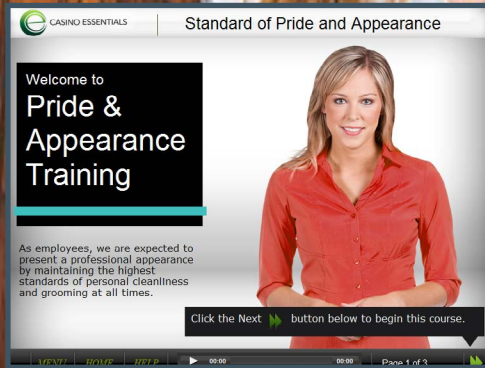 CASINO ESSENTIALS
Standard of Pride and Appearance
Welcome to
Pride &
Appearance
Training
As employees, we are expected to
present a professional appearance
by maintaining the highest
standards of personal cleanliness
and grooming at all times.
Click the Next button below to begin this course.
MENU HOME HELP 00:00 00:00 Page 1 of 3